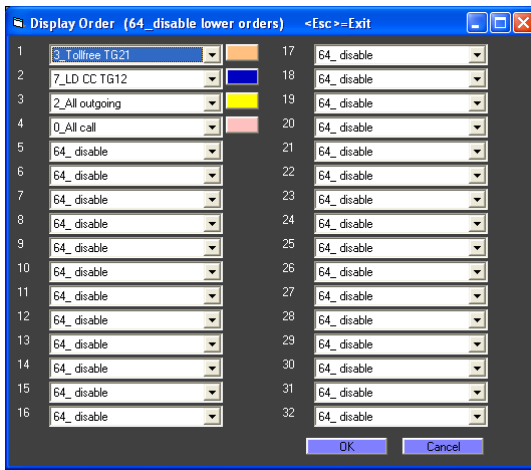 Display Order (64_disable lower orders) <Esc>=Exit
1 3_Tollfree TG21
2 7_LD CC TG12
3 2_All outgoing
4 0_All call
5 64_ disable
6 64_ disable
7 64_ disable
8 64_ disable
9 64_ disable
10 64_ disable
11 64_ disable
12 64_ disable
13 64_ disable
14 64_ disable
15 64_ disable
16 64_ disable
17 64_ disable
18 64_ disable
19 64_ disable
20 64_ disable
21 64_ disable
22 64_ disable
23 64_ disable
24 64_ disable
25 64_ disable
26 64_ disable
27 64_ disable
28 64_ disable
29 64_ disable
30 64_ disable
31 64_ disable
32 64_ disable
OK Cancel